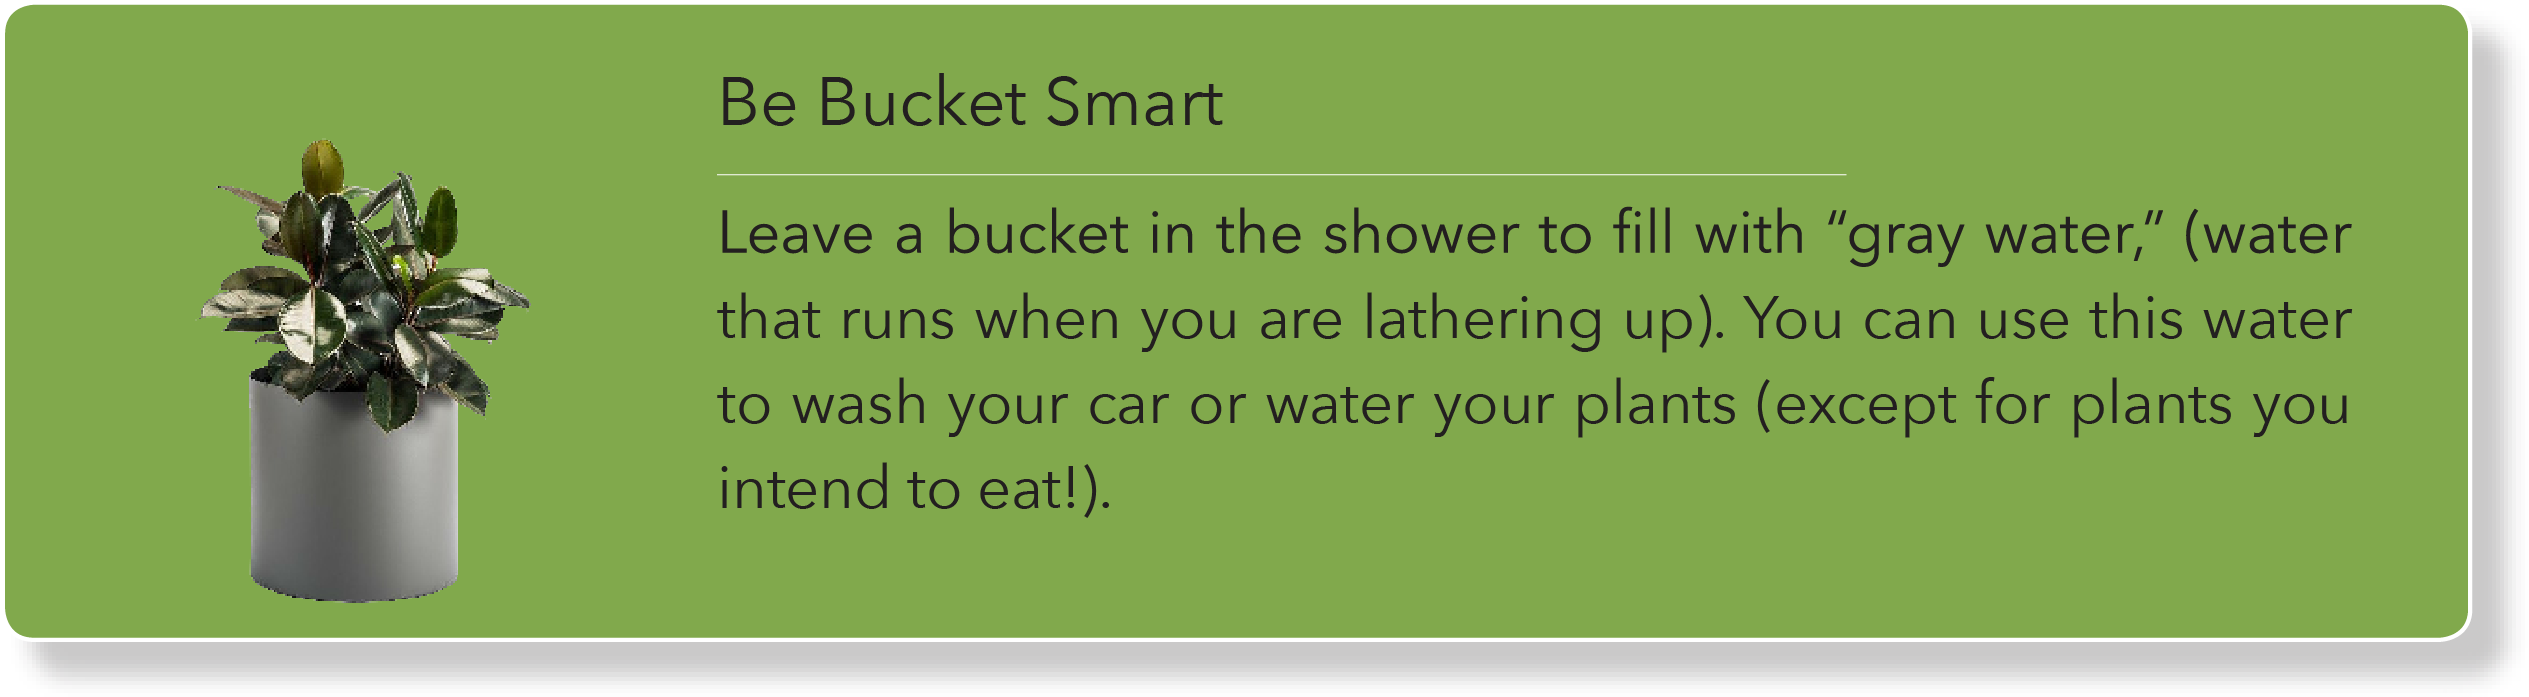 Be Bucket Smart
Leave a bucket in the shower to fill with “gray water,” (water
that runs when you are lathering up). You can use this water
to wash your car or water your plants (except for plants you
intend to eat!).